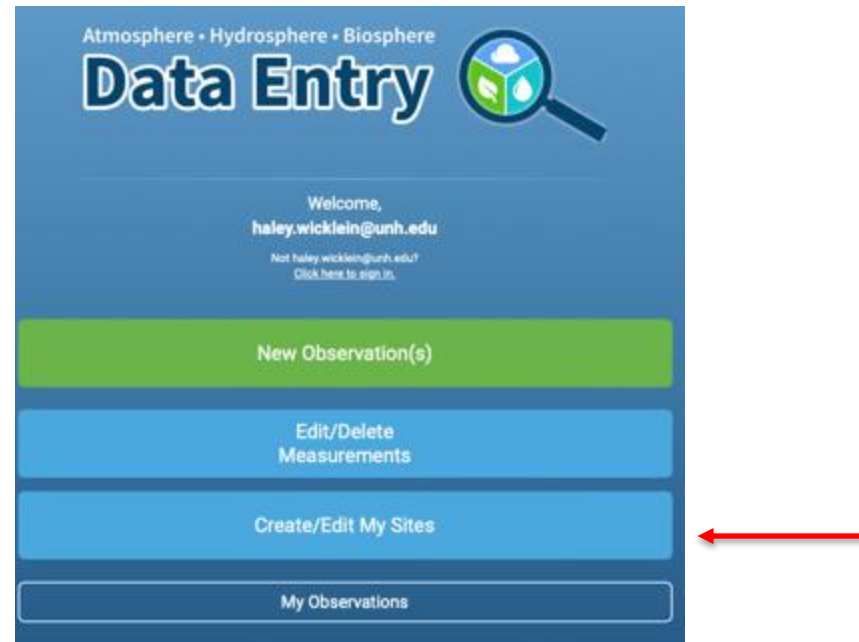 Atmosphere • Hydrosphere • Biosphere
Data Entry
Welcome,
haley.wicklein@unh.edu
Not haley.wicklein@unh.edu?
Click here to sign in.
New Observation(s)
Edit/Delete
Measurements
Create/Edit My Sites
My Observations